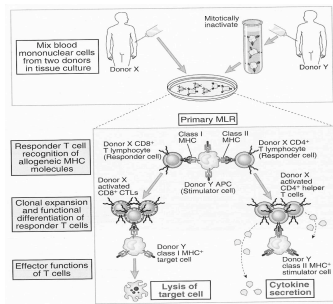 Mix blood
mononuclear cells
from two donors
in tissue culture
Donor X
Mitotically
inactivate
Donor Y
Primary MLR
Responder T cell
recognition of
allogeneic MHC
molecules
Donor X CD8+
T lymphocyte
(Responder cell)
Class I
MHC
Class II
MHC
Donor X CD4+
T lymphocyte
(Responder cell)
Donor Y APC
(Stimulator cell)
Clonal expansion
and functional
differentiation of
responder T cells
Donor X
activated
CD8+ CTLs
Donor X
activated
CD4+ helper
T cells
Effector functions
of T cells
Donor Y
class I MHC+
target cell
Donor Y
class II MHC+
stimulator cell
Lysis of
target cell
Cytokine
secretion